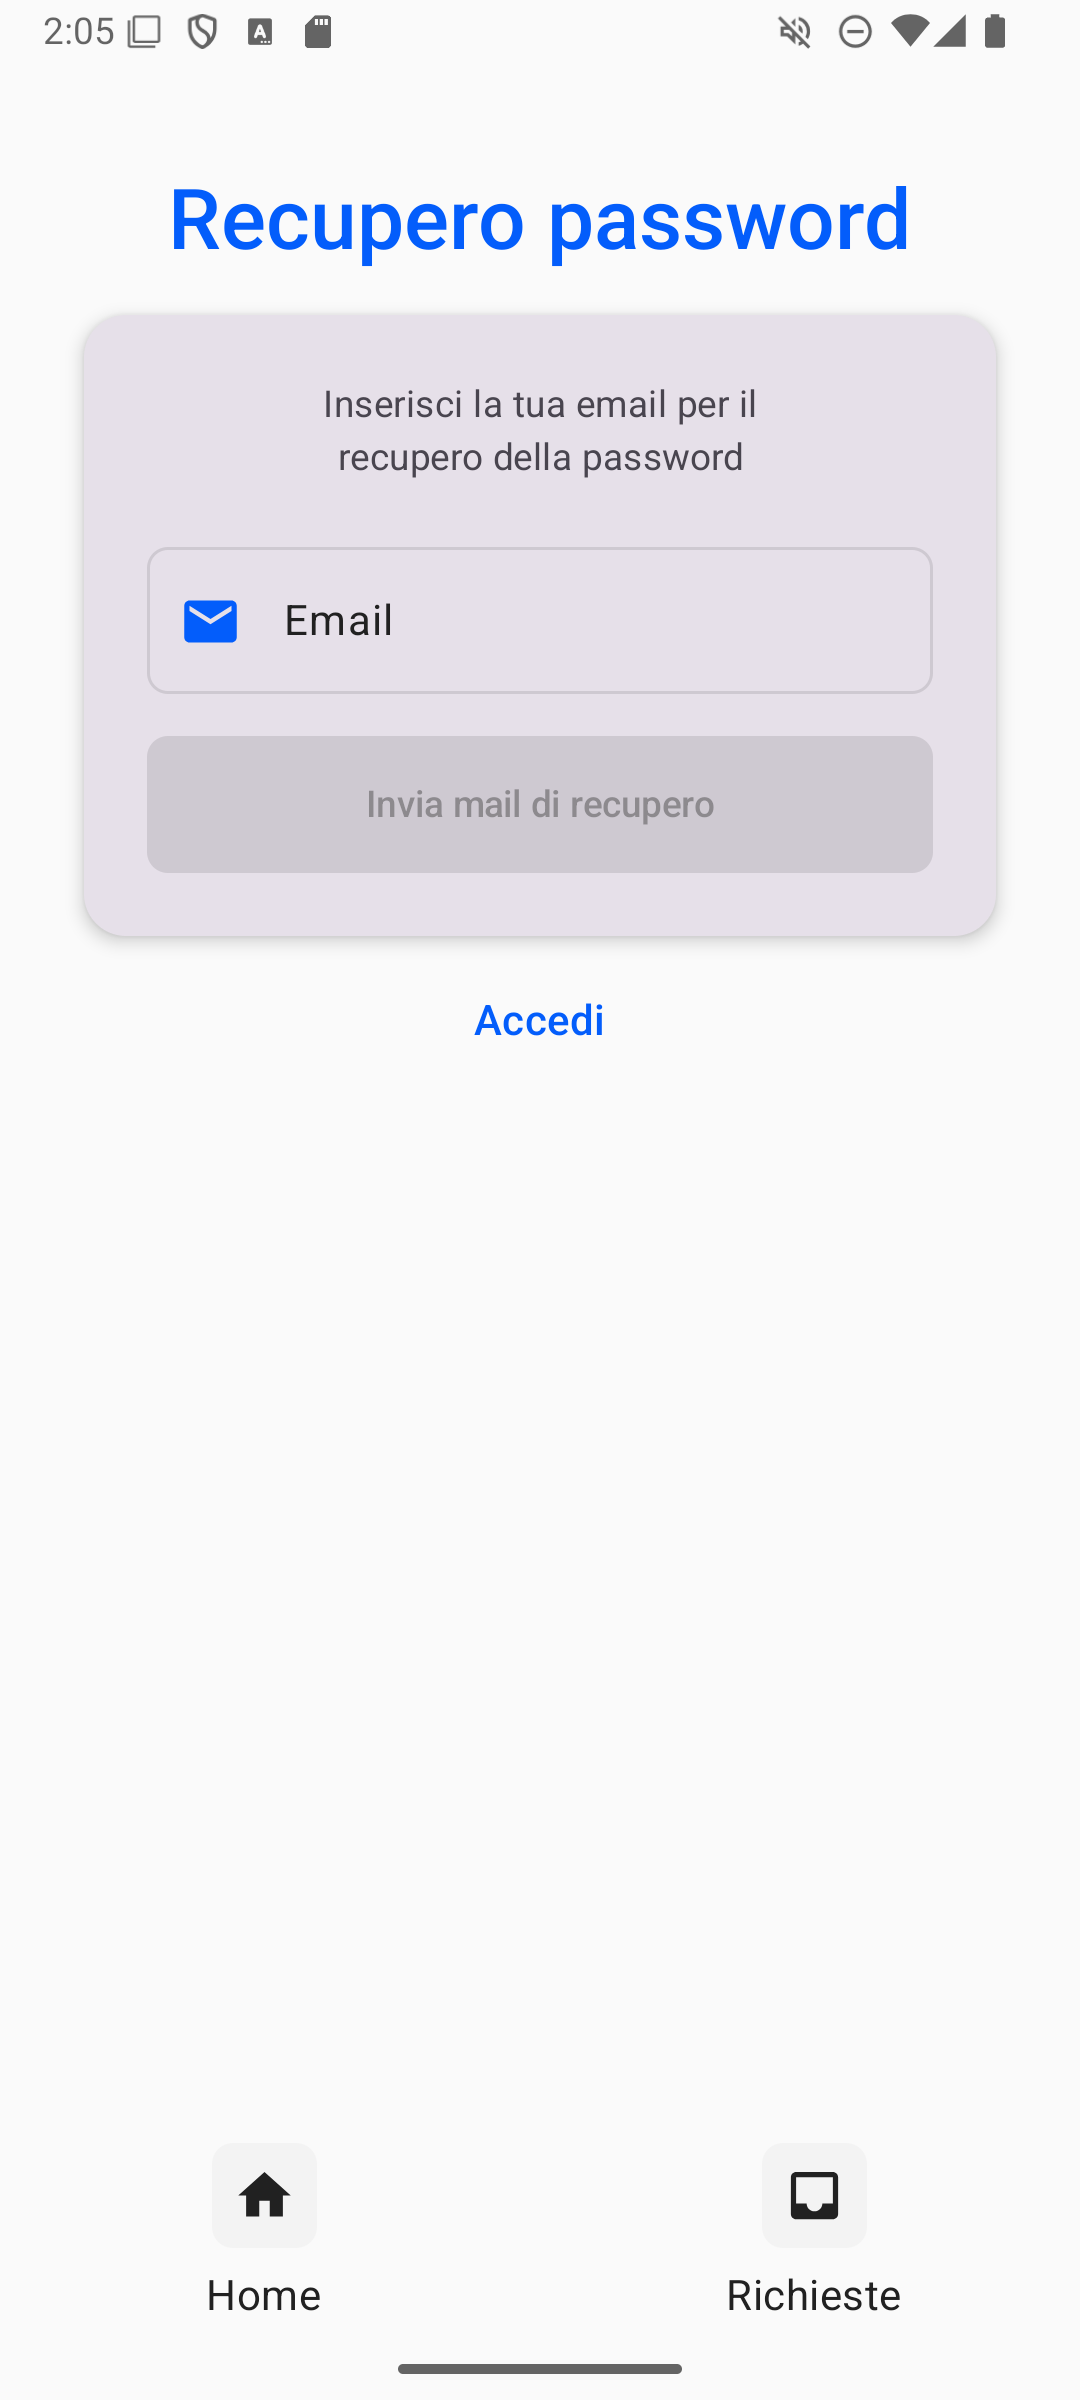 2:05
Recupero password
Inserisci la tua email per il
recupero della password
Email
Invia mail di recupero
Accedi
Home
Richieste